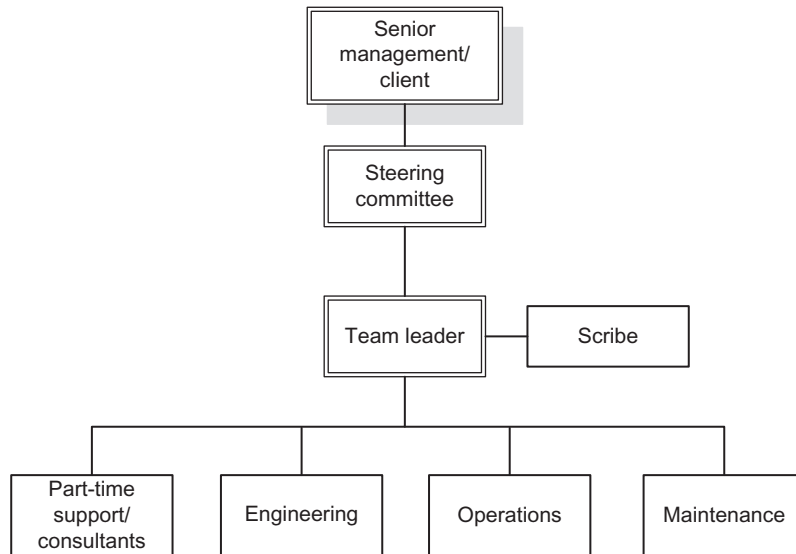 Senior
management/
client
Steering
committee
Team leader
Scribe
Part-time
support/
consultants
Engineering
Operations
Maintenance